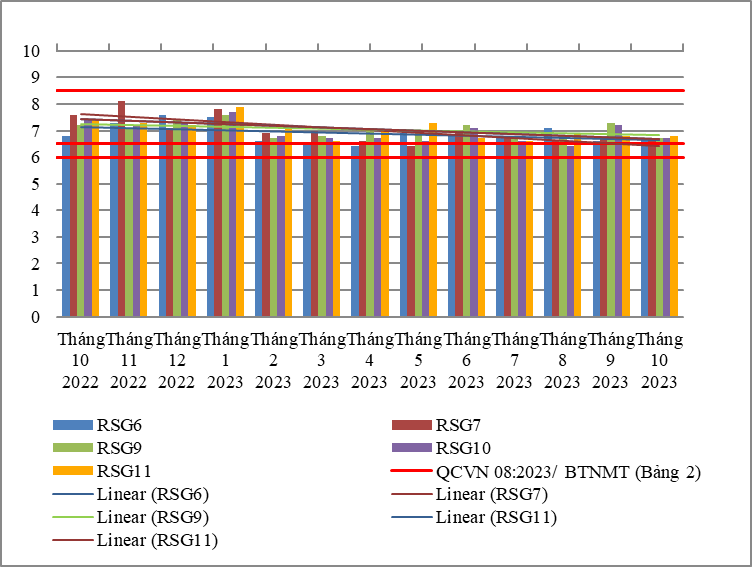 10
9
8
7
6
5
4
3
2
1
0
Tháng Tháng Tháng Tháng Tháng Tháng Tháng Tháng Tháng Tháng Tháng Tháng Tháng
10 11 12 1 2 3 4 5 6 7 8 9 10
2022 2022 2022 2023 2023 2023 2023 2023 2023 2023 2023 2023 2023
RSG6 RSG7
RSG9 RSG10
RSG11 QCVN 08:2023/ BTNMT (Bảng 2)
Linear (RSG6) Linear (RSG7)
Linear (RSG9) Linear (RSG11)
Linear (RSG11)